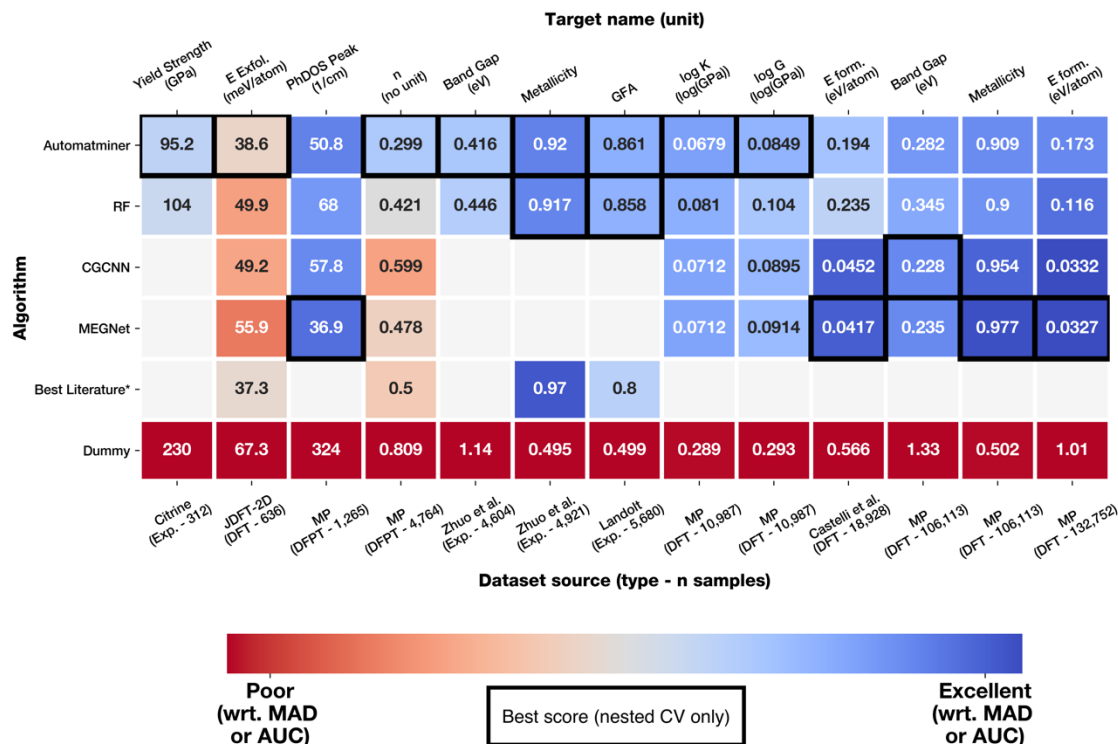 Target name (unit)
Yield Strength
(GPa)
E Exfol.
(meV/atom)
PhDOS Peak
(1/cm)
n
(no unit)
Band Gap
(eV)
Metallicity
GFA
log K
(log(GPa))
log G
(log(GPa))
E form.
(eV/atom)
Band Gap
(eV)
Metallicity
E form.
(eV/atom)
Algorithm
Automatminer 95.2 38.6 50.8 0.299 0.416 0.92 0.861 0.0679 0.0849 0.194 0.282 0.909 0.173
RF 104 49.9 68 0.421 0.446 0.917 0.858 0.081 0.104 0.235 0.345 0.9 0.116
CGCNN 49.2 57.8 0.599 0.0712 0.0895 0.0452 0.228 0.954 0.0332
MEGNet 55.9 36.9 0.478 0.0712 0.0914 0.0417 0.235 0.977 0.0327
Best Literature* 37.3 0.5 0.97 0.8
Dummy 230 67.3 324 0.809 1.14 0.495 0.499 0.289 0.293 0.566 1.33 0.502 1.01
Citrine
(Exp. - 312)
JDFT-2D
(DFT - 636)
MP
(DFPT - 1,265)
MP
(DFPT - 4,764)
Zhuo et al.
(Exp. - 4,604)
Zhuo et al.
(Exp. - 4,921)
Landolt
(Exp. - 5,680)
MP
(DFT - 10,987)
MP
(DFT - 10,987)
Castelli et al.
(DFT - 18,928)
MP
(DFT - 106,113)
MP
(DFT - 106,113)
MP
(DFT - 132,752)
Dataset source (type - n samples)
Poor
(wrt. MAD
or AUC)
Best score (nested CV only)
Excellent
(wrt. MAD
or AUC)